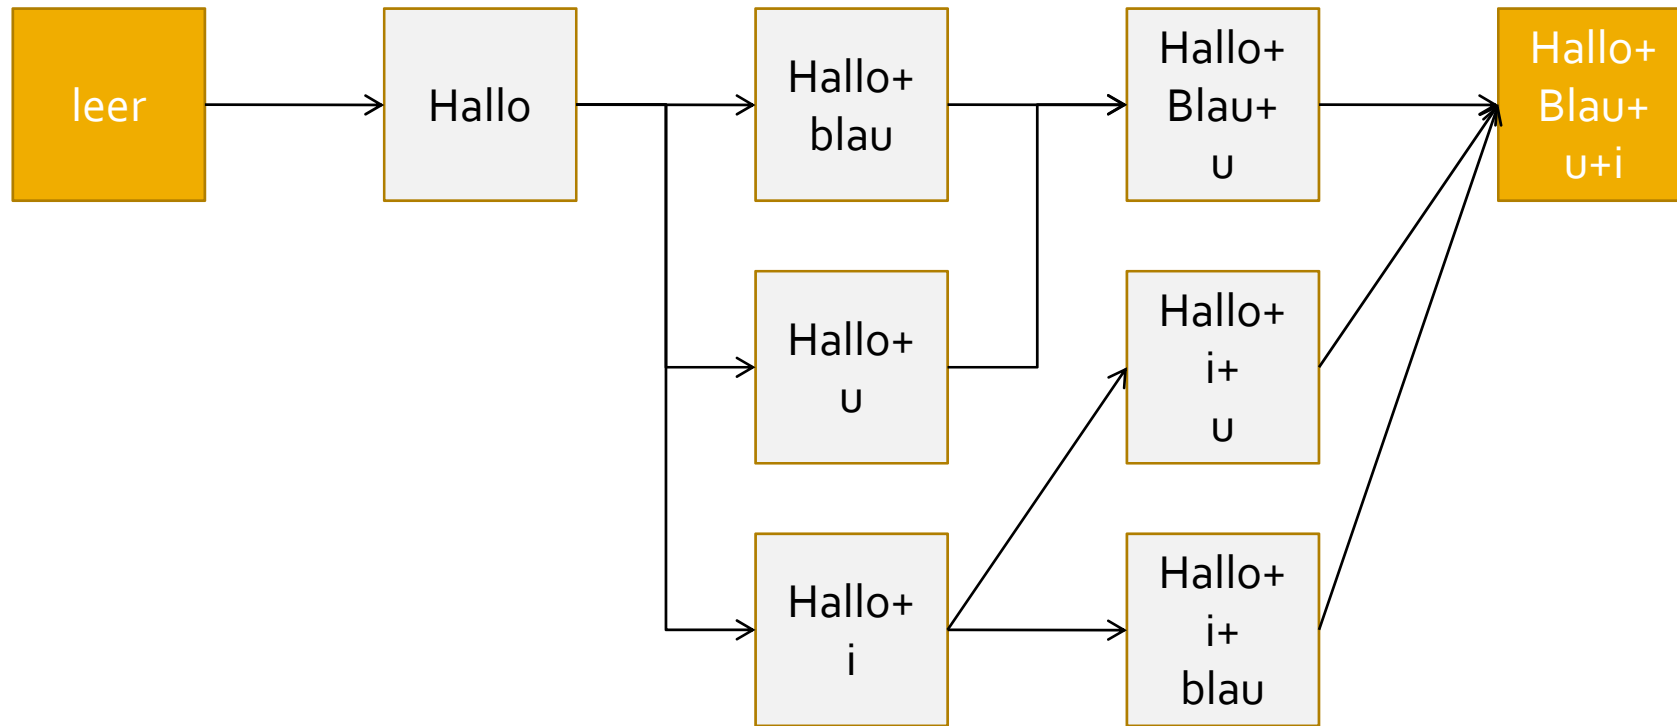 leer
Hallo
Hallo+
blau
Hallo+
Blau+
u
Hallo+
Blau+
u+i
Hallo+
u
Hallo+
i+
u
Hallo+
i
Hallo+
i+
blau